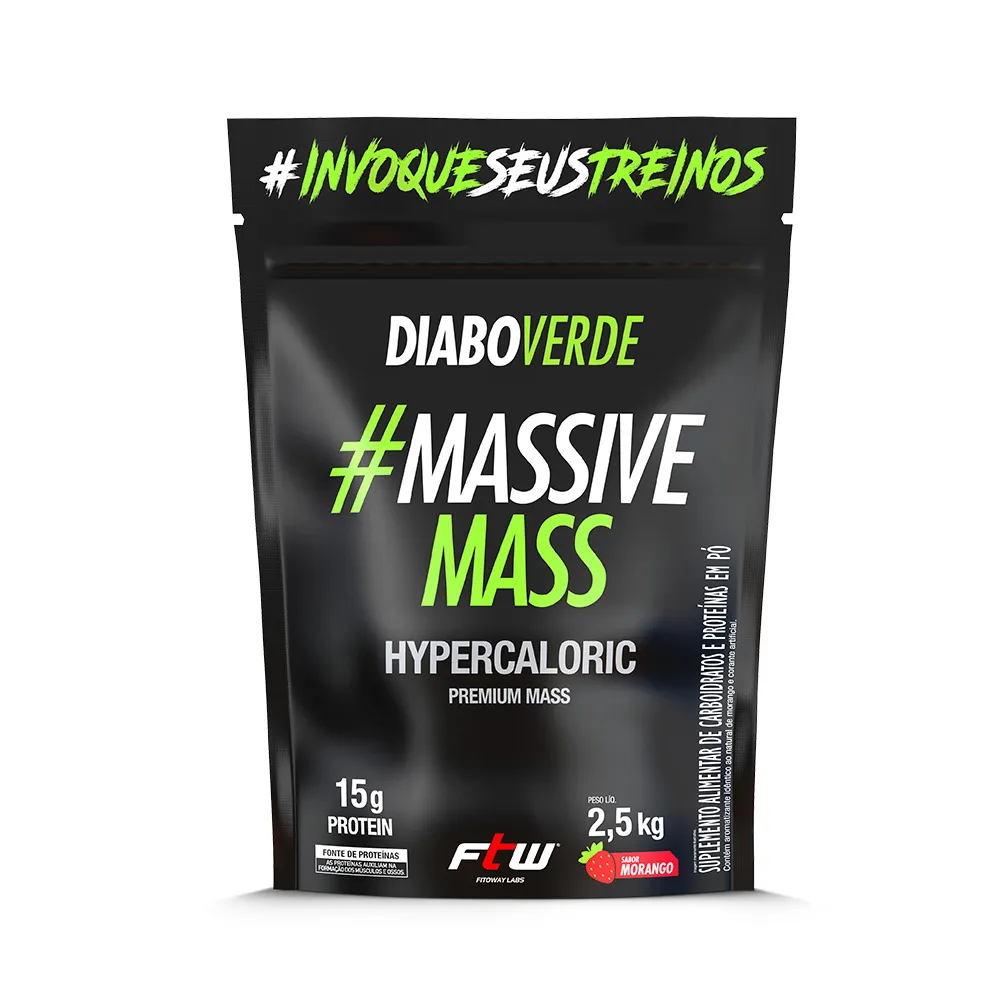 #INVOQUESEUSTREINOS
DIABOVERDE
#MASSIVE
MASS
HYPERCALORIC
PREMIUM MASS
15g
PROTEIN
FONTE DE PROTEÍNAS
AS PROTEÍNAS AUXILIAM NA
FORMAÇÃO DOS MÚSCULOS E OSSOS.
FTW
FITOWAY LABS
PESO LÍQ.
2,5 kg
SABOR
MORANGO
SUPLEMENTO ALIMENTAR DE CARBOIDRATOS E PROTEÍNAS EM PÓ
Contém aromatizante idêntico ao natural de morango e corante artificial.